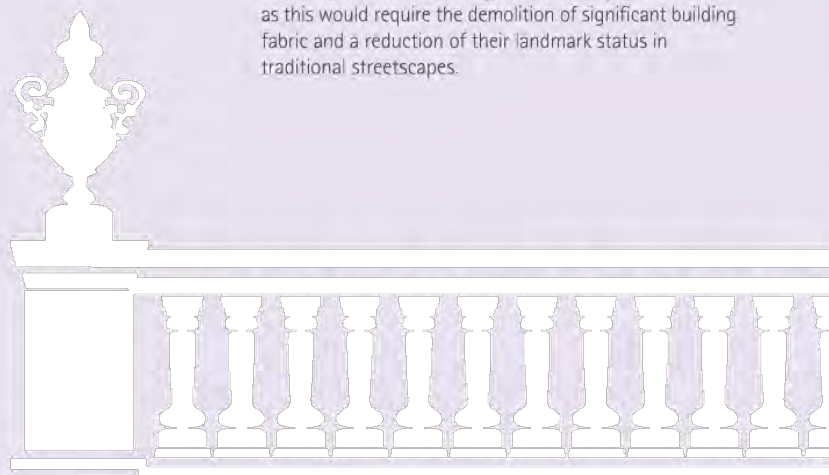 as this would require the demolition of significant building
fabric and a reduction of their landmark status in
traditional streetscapes.